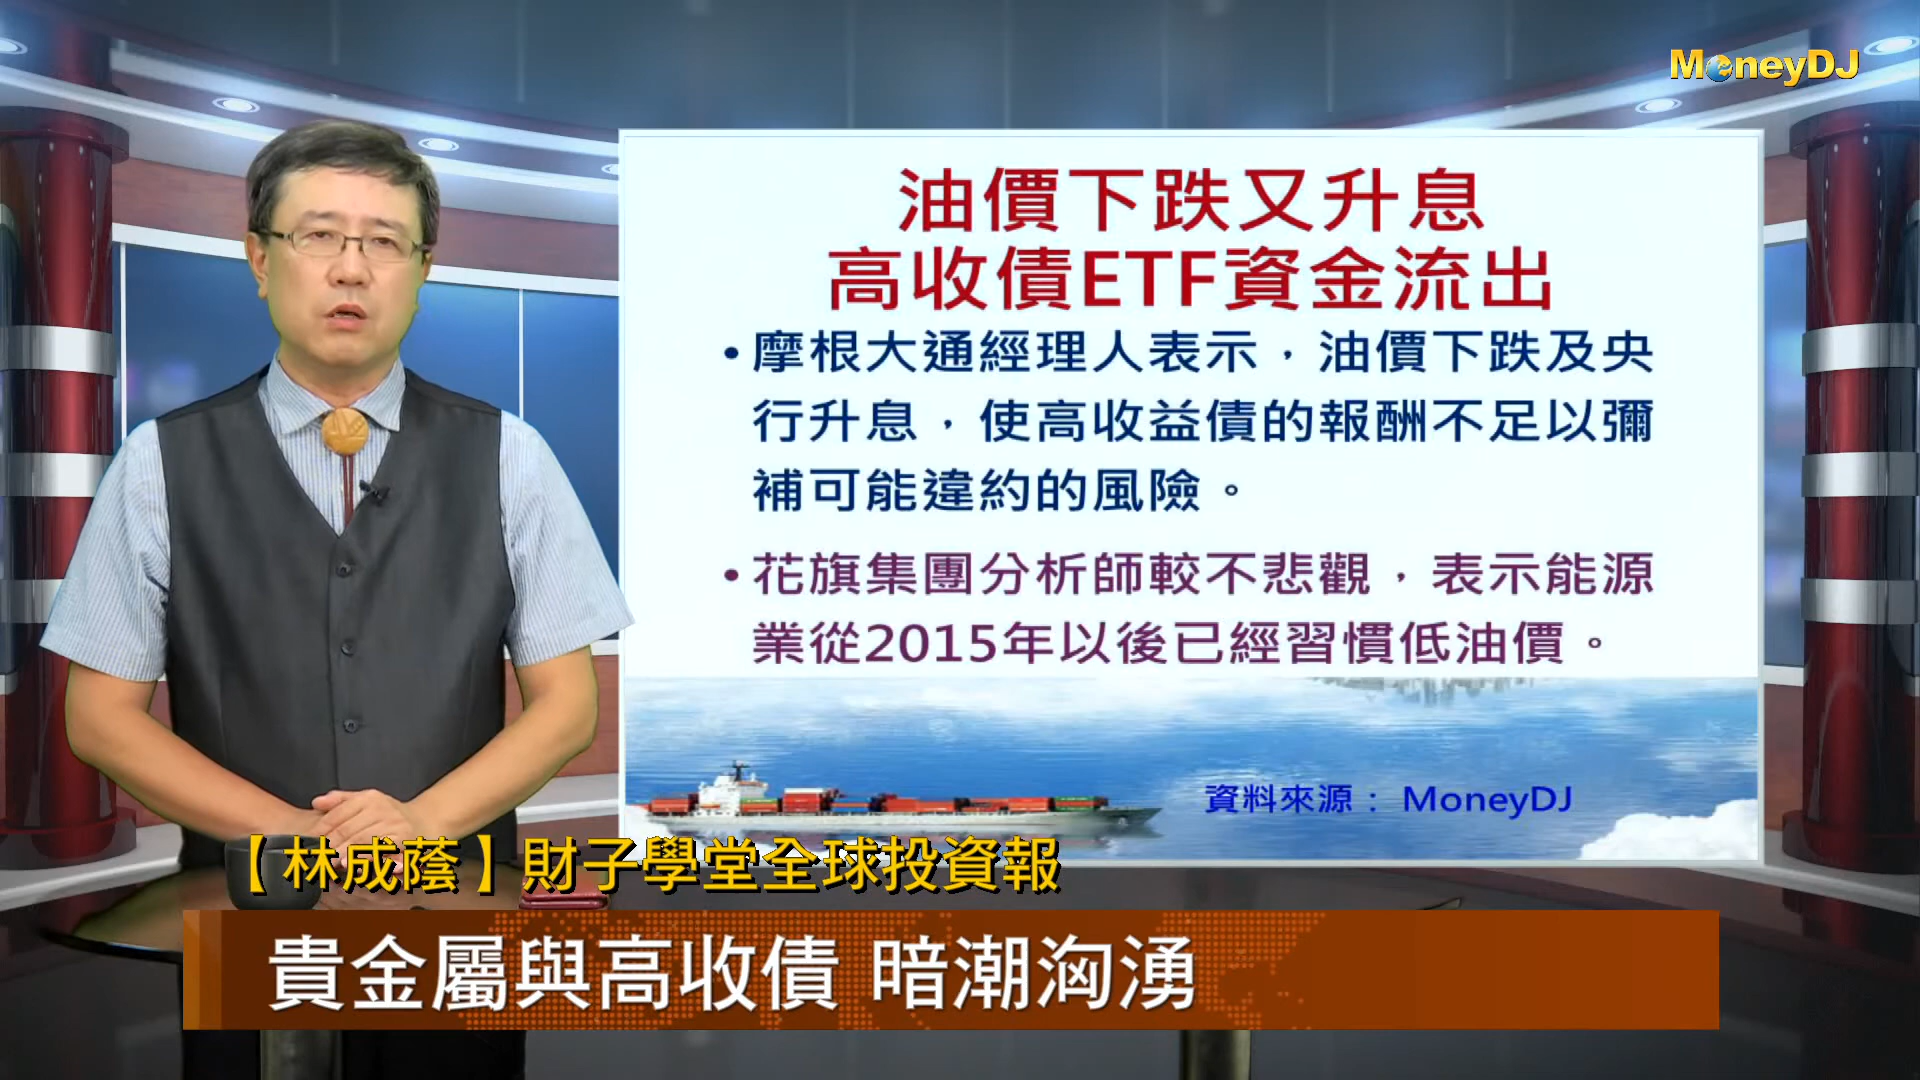 MoneyDJ
油價下跌又升息
高收債ETF資金流出
•摩根大通經理人表示，油價下跌及央
行升息，使高收益債的報酬不足以彌
補可能違約的風險。
•花旗集團分析師較不悲觀，表示能源
業從2015年以後已經習慣低油價。
資料來源：MoneyDJ
【林成蔭】財子學堂全球投資報
貴金屬與高收債 暗潮洶湧